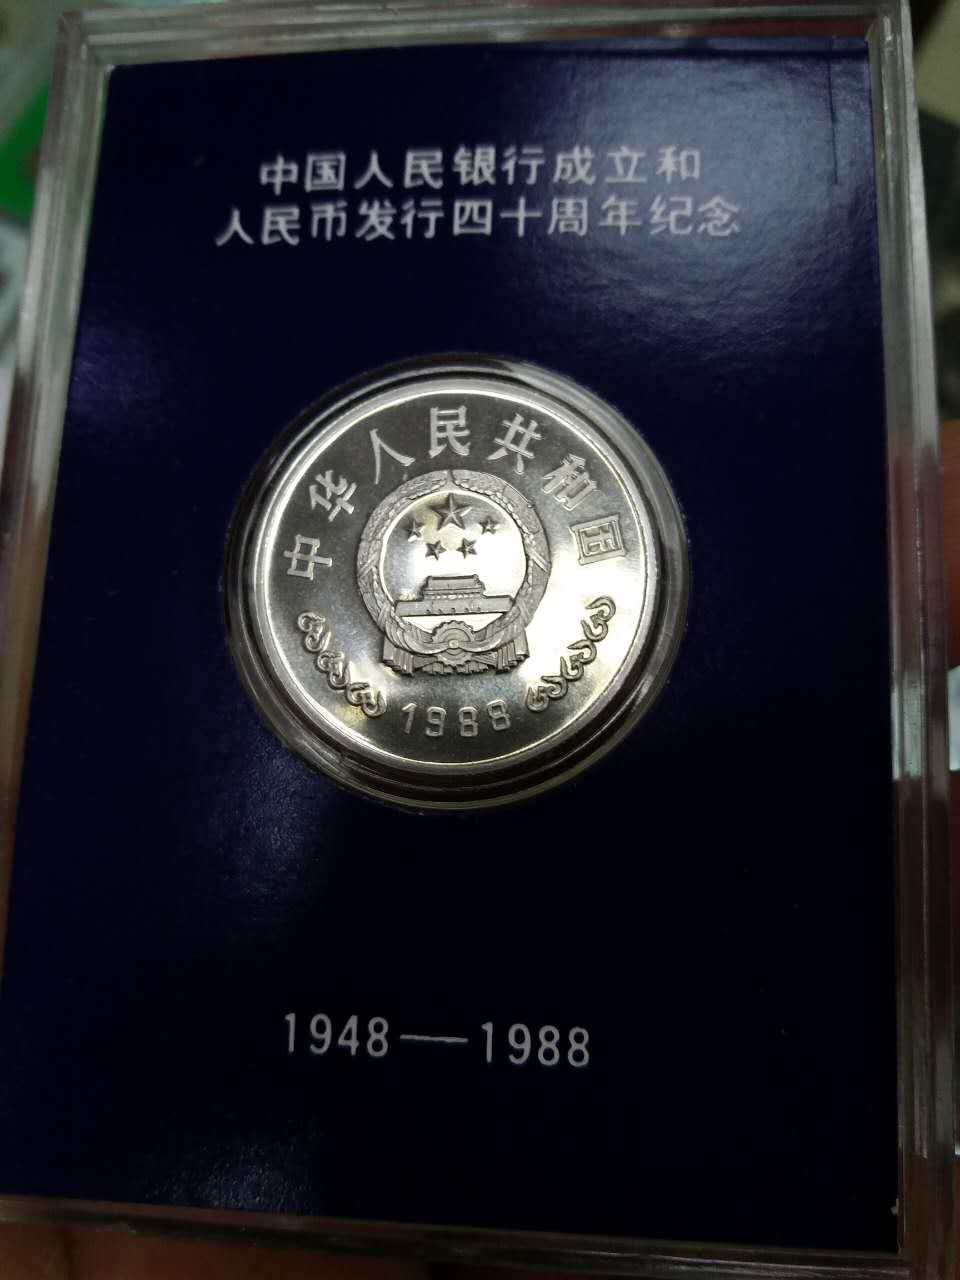 中国人民银行成立和
人民币发行四十周年纪念
中华人民共和国
1988
1948—1988